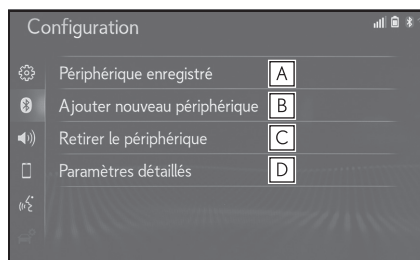 Configuration
Périphérique enregistré A
Ajouter nouveau périphérique B
Retirer le périphérique C
Paramètres détaillés D